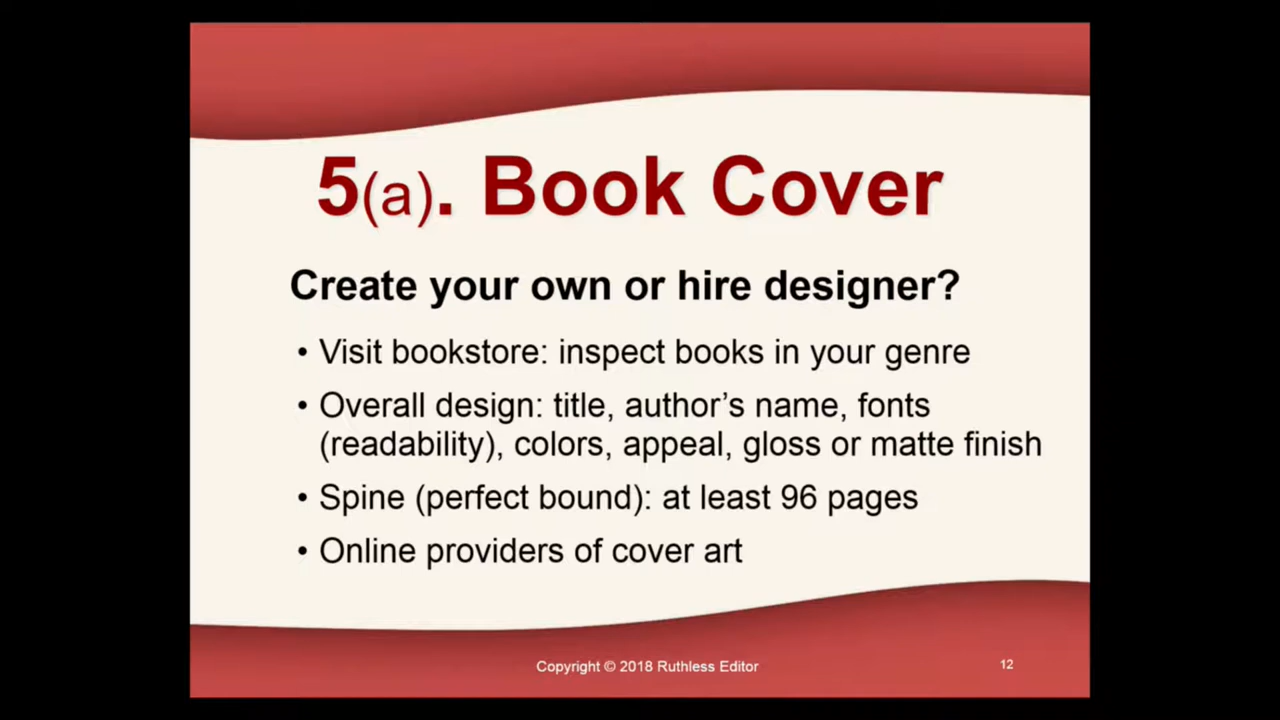 5(a). Book Cover
Create your own or hire designer?
• Visit bookstore: inspect books in your genre
• Overall design: title, author’s name, fonts
(readability), colors, appeal, gloss or matte finish
• Spine (perfect bound): at least 96 pages
• Online providers of cover art
Copyright © 2018 Ruthless Editor
12